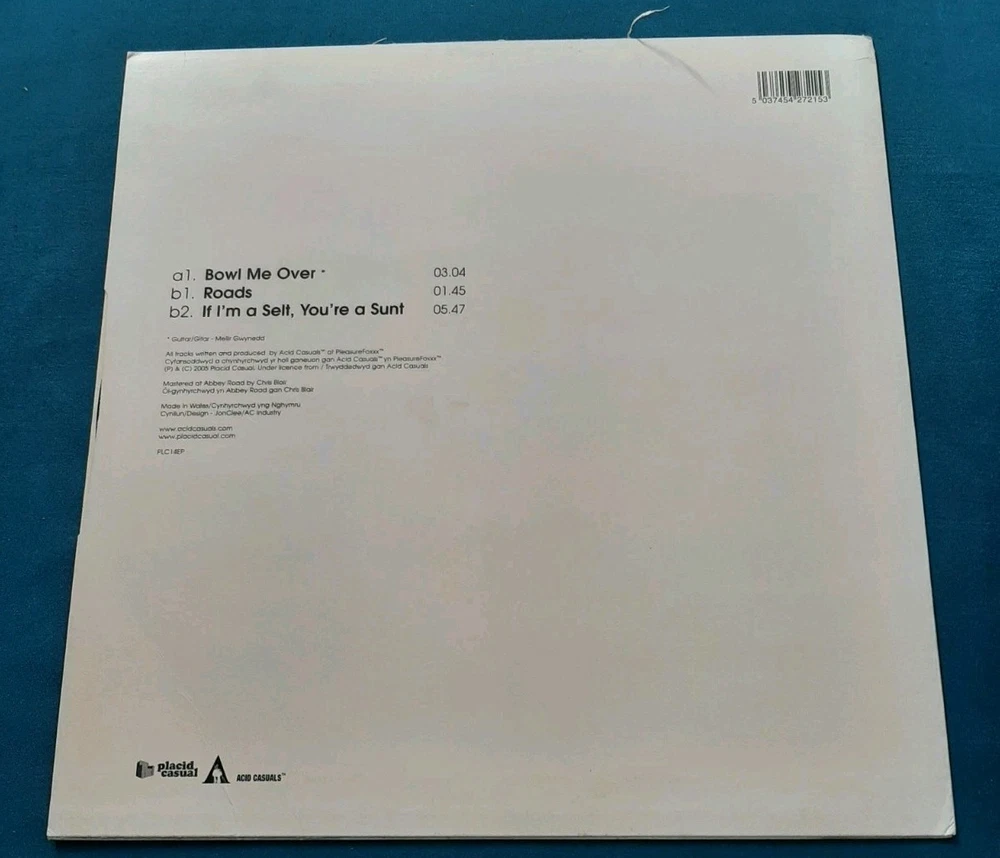 5 037454 272153
a1. Bowl Me Over * 03.04
b1. Roads 01.45
b2. If I'm a Selt, You're a Sunt 05.47
* Guitar/Gitar - Meilir Gwynedd
All tracks written and produced by Acid Casuals™ at PleasureFoxxx™
Cyfansoddwyd a chynhyrchwyd yr holl ganeuon gan Acid Casuals™ yn PleasureFoxxx™
(P) & (C) 2005 Placid Casual. Under licence from / Trwyddedwyd gan Acid Casuals
Mastered at Abbey Road by Chris Blair
Ôl-gynhyrchwyd yn Abbey Road gan Chris Blair
Made in Wales/Cynhyrchwyd yng Nghymru
Cynllun/Design - JonClee/AC Industry
www.acidcasuals.com
www.placidcasual.com
PLC14EP
placid
casual
ACID CASUALS™